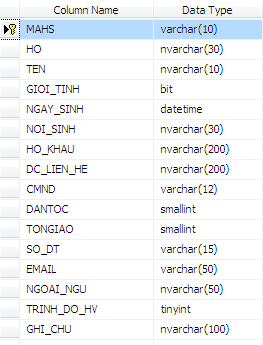 Column Name Data Type
MAHS varchar(10)
HO nvarchar(30)
TEN nvarchar(10)
GIOI_TINH bit
NGAY_SINH datetime
NOI_SINH nvarchar(30)
HO_KHAU nvarchar(200)
DC_LIEN_HE nvarchar(200)
CMND varchar(12)
DANTOC smallint
TONGIAO smallint
SO_DT varchar(15)
EMAIL varchar(50)
NGOAI_NGU nvarchar(50)
TRINH_DO_HV tinyint
GHI_CHU nvarchar(100)